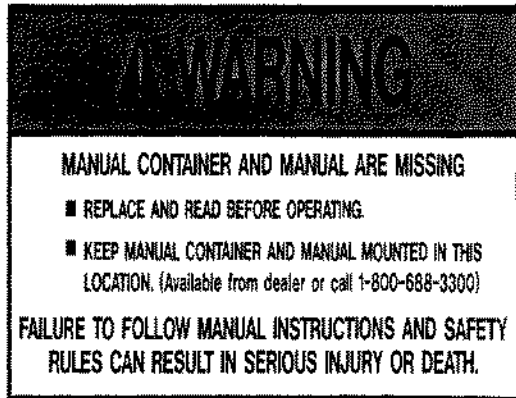 ⚠ WARNING
MANUAL CONTAINER AND MANUAL ARE MISSING
■ REPLACE AND READ BEFORE OPERATING.
■ KEEP MANUAL CONTAINER AND MANUAL MOUNTED IN THIS
LOCATION. (Available from dealer or call 1-800-688-3300)
FAILURE TO FOLLOW MANUAL INSTRUCTIONS AND SAFETY
RULES CAN RESULT IN SERIOUS INJURY OR DEATH.